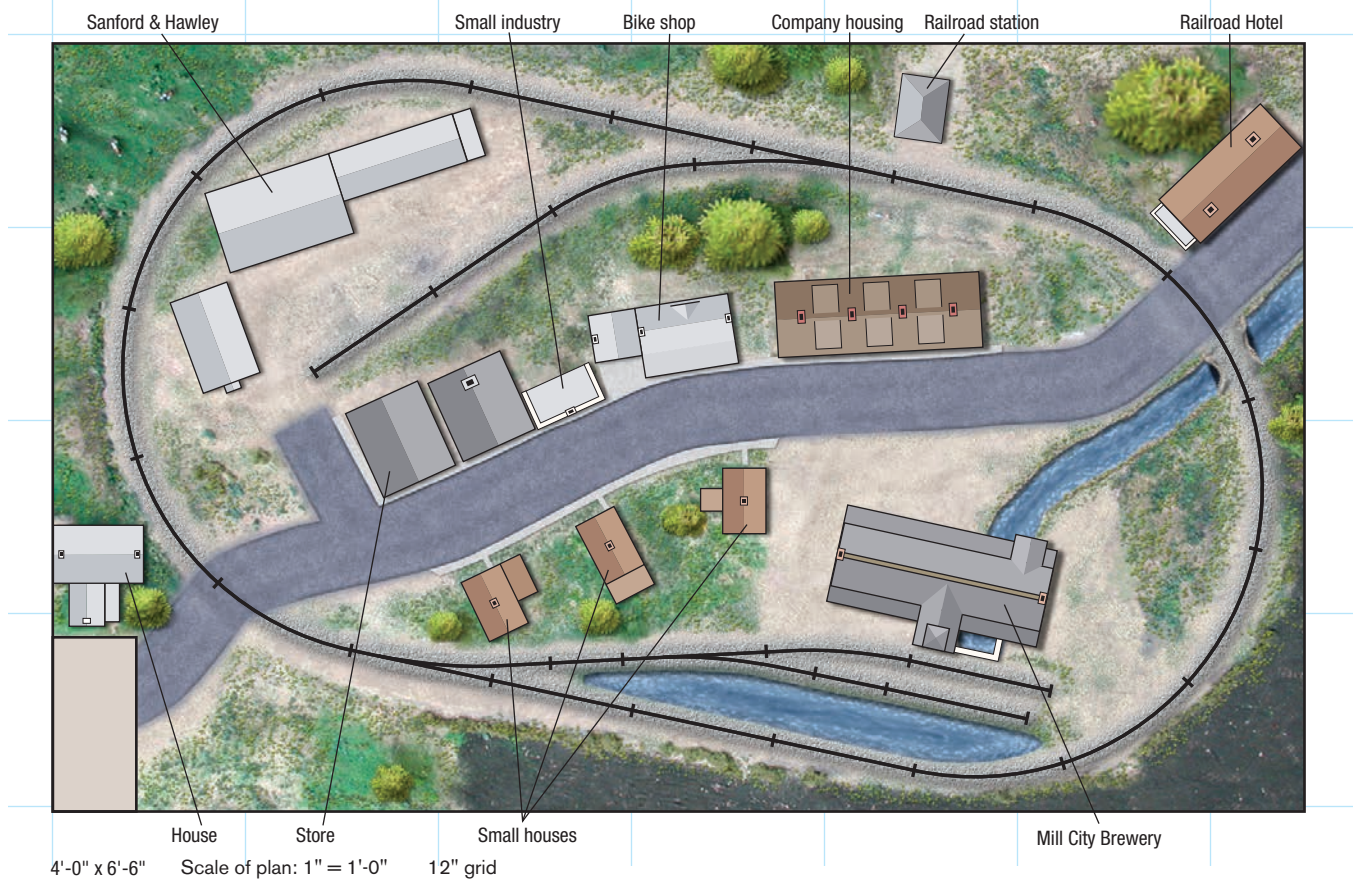 Sanford & Hawley
Small industry
Bike shop
Company housing
Railroad station
Railroad Hotel
House
Store
Small houses
Mill City Brewery
4'-0" x 6'-6" Scale of plan: 1" = 1'-0" 12" grid